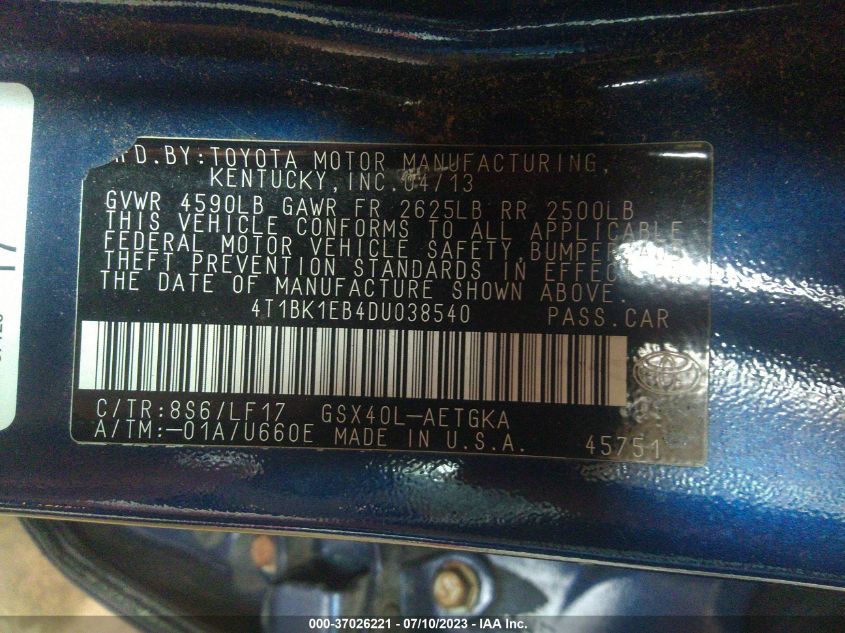 MFD.BY:TOYOTA MOTOR MANUFACTURING,
KENTUCKY,INC. 04/13
GVWR 4590LB GAWR FR 2625LB RR 2500LB
THIS VEHICLE CONFORMS TO ALL APPLICABLE
FEDERAL MOTOR VEHICLE SAFETY,BUMPER,AND
THEFT PREVENTION STANDARDS IN EFFECT ON
THE DATE OF MANUFACTURE SHOWN ABOVE.
4T1BK1EB4DU038540 PASS.CAR
C/TR:8S6/LF17 GSX40L-AETGKA
A/TM:-01A/U660E MADE IN U.S.A. 45751
17
000-37026221 - 07/10/2023 - IAA Inc.